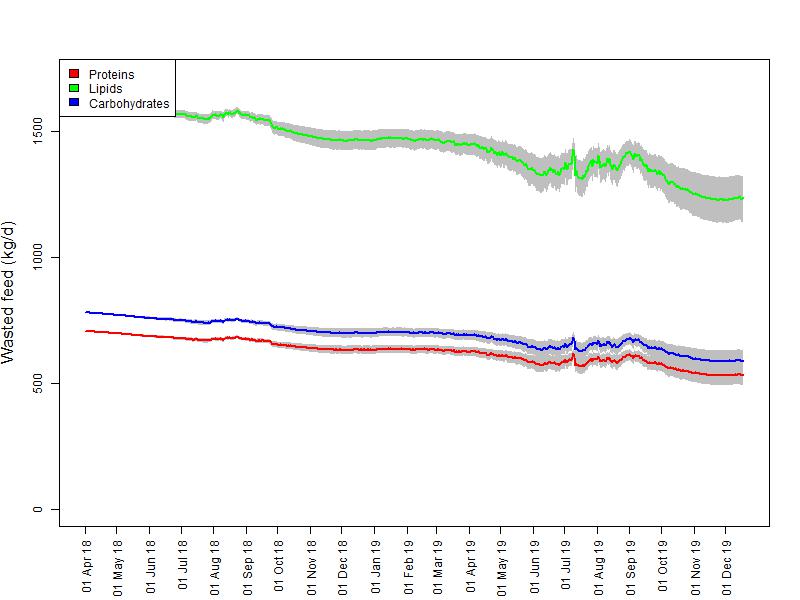 Proteins
Lipids
Carbohydrates
Wasted feed (kg/d)
1500
1000
500
0
01 Apr 18
01 May 18
01 Jun 18
01 Jul 18
01 Aug 18
01 Sep 18
01 Oct 18
01 Nov 18
01 Dec 18
01 Jan 19
01 Feb 19
01 Mar 19
01 Apr 19
01 May 19
01 Jun 19
01 Jul 19
01 Aug 19
01 Sep 19
01 Oct 19
01 Nov 19
01 Dec 19